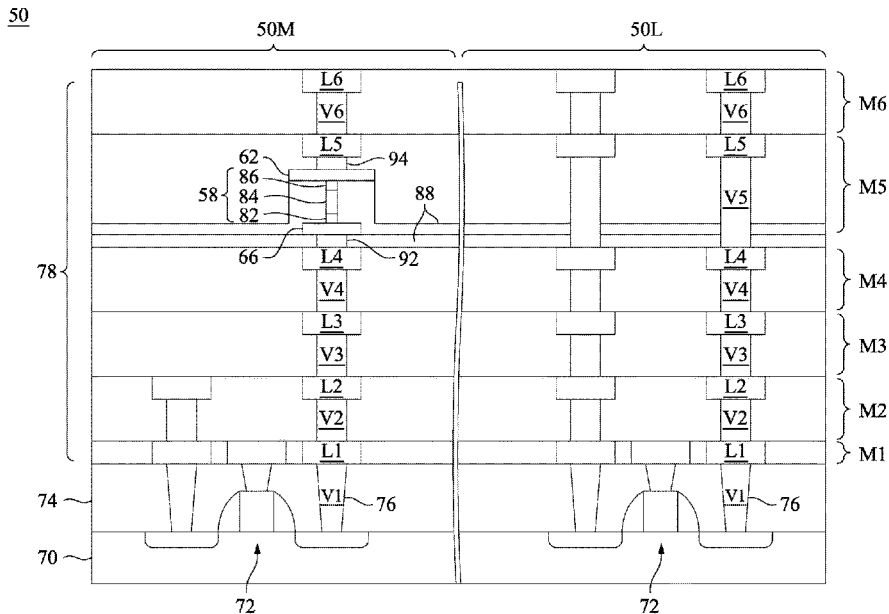 50
50M 50L
L6 L6 L6
V6 V6 M6
L5 L5
62 94
86
58 84 V5 M5
82 88
66 92
78 L4 L4
V4 V4 M4
L3 L3
V3 V3 M3
L2 L2
V2 V2 M2
L1 L1 M1
74 V1 76 V1 76
70
72 72